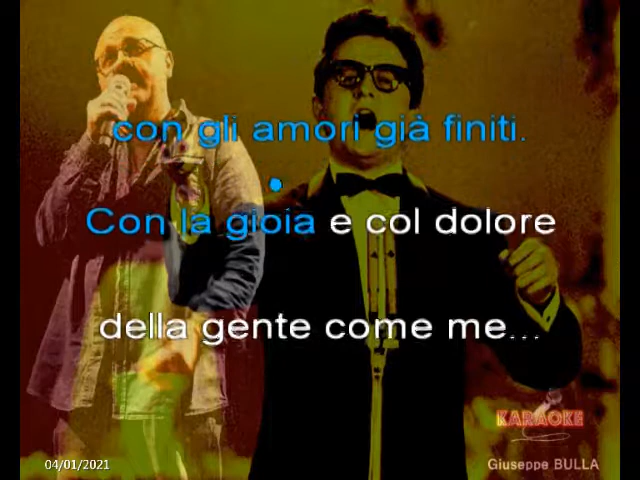 con gli amori già finiti.
Con la gioia e col dolore
della gente come me...
KARAOKE
04/01/2021
Giuseppe BULLA